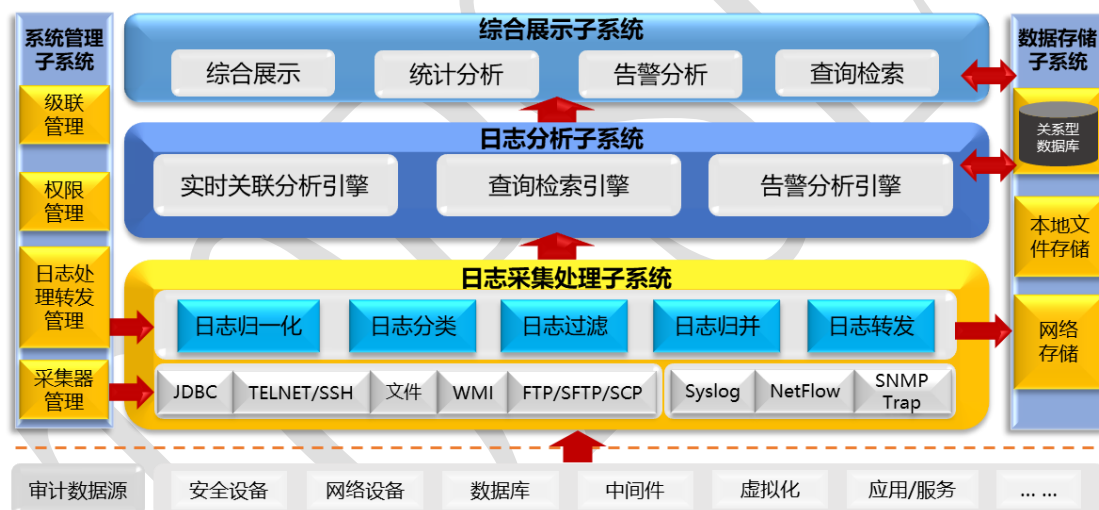 系统管理
子系统
级联
管理
权限
管理
日志处
理转发
管理
采集器
管理
综合展示子系统
综合展示
统计分析
告警分析
查询检索
日志分析子系统
实时关联分析引擎
查询检索引擎
告警分析引擎
日志采集处理子系统
日志归一化
日志分类
日志过滤
日志归并
日志转发
JDBC
TELNET/SSH
文件
WMI
FTP/SFTP/SCP
Syslog
NetFlow
SNMP
Trap
数据存储
子系统
关系型
数据库
本地文
件存储
网络
存储
审计数据源
安全设备
网络设备
数据库
中间件
虚拟化
应用/服务
... ...